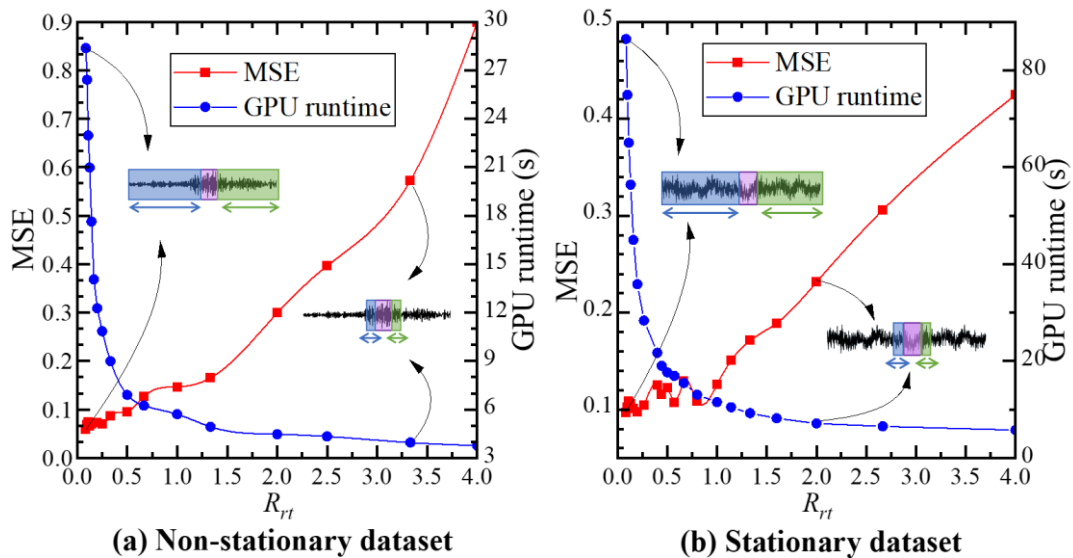 0.9
0.8
0.7
0.6
0.5
0.4
0.3
0.2
0.1
0.0
MSE
MSE
GPU runtime
30
27
24
21
18
15
12
9
6
3
GPU runtime (s)
0.0 0.5 1.0 1.5 2.0 2.5 3.0 3.5 4.0
R_rt
(a) Non-stationary dataset
0.5
0.4
0.3
0.2
0.1
MSE
MSE
GPU runtime
80
60
40
20
0
GPU runtime (s)
0.0 0.5 1.0 1.5 2.0 2.5 3.0 3.5 4.0
R_rt
(b) Stationary dataset